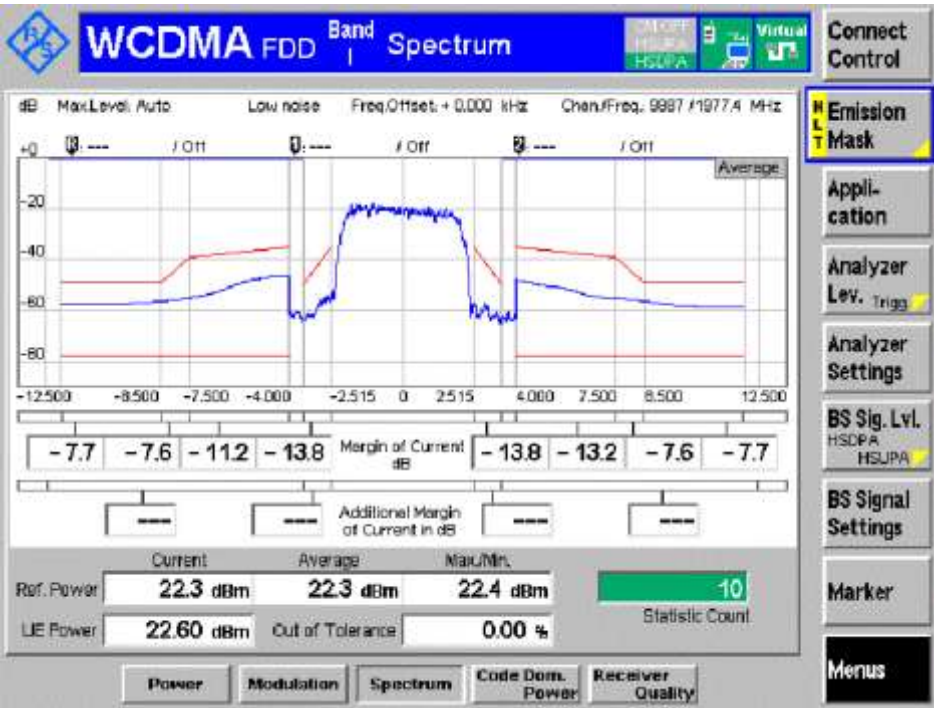 R S
WCDMA FDD Band I Spectrum
HSDPA
Virtual
Connect Control
dB Max.Level: Auto Low noise Freq.Offset: + 0.000 kHz Chan./Freq.: 9887 /1977.4 MHz
R: --- / Off 1: --- / Off 2: --- / Off
+0
Average
-20
-40
-60
-80
-12.500 -8.500 -7.500 -4.000 -2.515 0 2.515 4.000 7.500 8.500 12.500
-7.7 -7.6 -11.2 -13.8 Margin of Current dB -13.8 -13.2 -7.6 -7.7
--- --- Additional Margin of Current in dB --- ---
Current Average Max./Min.
Ref. Power 22.3 dBm 22.3 dBm 22.4 dBm 10
Statistic Count
UE Power 22.60 dBm Out of Tolerance 0.00 %
HLT
Emission Mask
Appli-
cation
Analyzer
Lev. Trigg.
Analyzer
Settings
BS Sig. Lvl.
HSDPA
HSUPA
BS Signal
Settings
Marker
Menus
Power Modulation Spectrum Code Dom. Power Receiver Quality